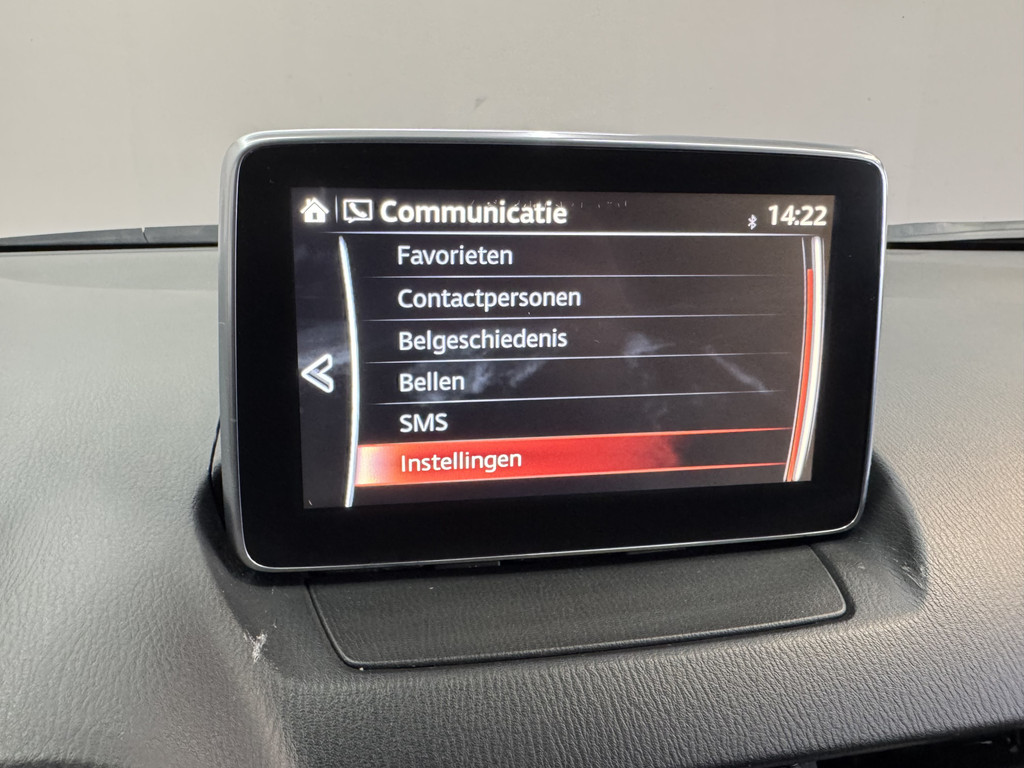 Communicatie 14:22
Favorieten
Contactpersonen
Belgeschiedenis
Bellen
SMS
Instellingen